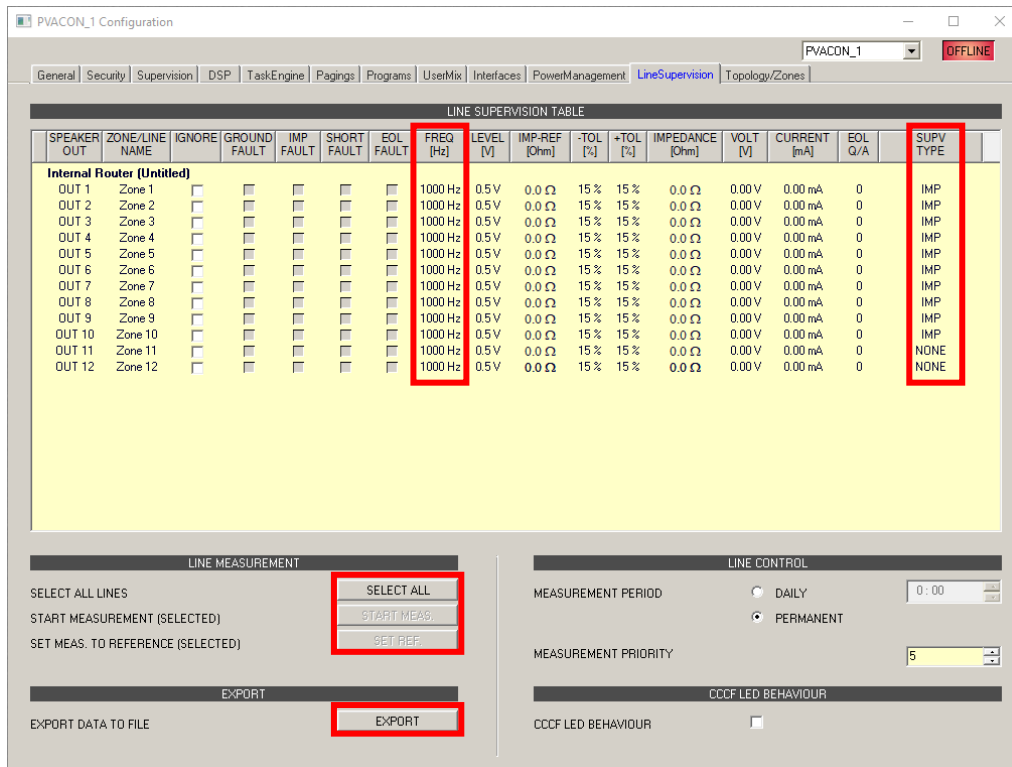 PVACON_1 Configuration
PVACON_1
OFFLINE
General Security Supervision DSP TaskEngine Pagings Programs UserMix Interfaces PowerManagement LineSupervision Topology/Zones
LINE SUPERVISION TABLE
SPEAKER OUT ZONE/LINE NAME IGNORE GROUND FAULT IMP FAULT SHORT FAULT EOL FAULT FREQ [Hz] LEVEL [V] IMP-REF [Ohm] -TOL [%] +TOL [%] IMPEDANCE [Ohm] VOLT [V] CURRENT [mA] EOL Q/A SUPV TYPE
Internal Router (Untitled)
OUT 1 Zone 1 1000 Hz 0.5 V 0.0 Ω 15 % 15 % 0.0 Ω 0.00 V 0.00 mA 0 IMP
OUT 2 Zone 2 1000 Hz 0.5 V 0.0 Ω 15 % 15 % 0.0 Ω 0.00 V 0.00 mA 0 IMP
OUT 3 Zone 3 1000 Hz 0.5 V 0.0 Ω 15 % 15 % 0.0 Ω 0.00 V 0.00 mA 0 IMP
OUT 4 Zone 4 1000 Hz 0.5 V 0.0 Ω 15 % 15 % 0.0 Ω 0.00 V 0.00 mA 0 IMP
OUT 5 Zone 5 1000 Hz 0.5 V 0.0 Ω 15 % 15 % 0.0 Ω 0.00 V 0.00 mA 0 IMP
OUT 6 Zone 6 1000 Hz 0.5 V 0.0 Ω 15 % 15 % 0.0 Ω 0.00 V 0.00 mA 0 IMP
OUT 7 Zone 7 1000 Hz 0.5 V 0.0 Ω 15 % 15 % 0.0 Ω 0.00 V 0.00 mA 0 IMP
OUT 8 Zone 8 1000 Hz 0.5 V 0.0 Ω 15 % 15 % 0.0 Ω 0.00 V 0.00 mA 0 IMP
OUT 9 Zone 9 1000 Hz 0.5 V 0.0 Ω 15 % 15 % 0.0 Ω 0.00 V 0.00 mA 0 IMP
OUT 10 Zone 10 1000 Hz 0.5 V 0.0 Ω 15 % 15 % 0.0 Ω 0.00 V 0.00 mA 0 IMP
OUT 11 Zone 11 1000 Hz 0.5 V 0.0 Ω 15 % 15 % 0.0 Ω 0.00 V 0.00 mA 0 NONE
OUT 12 Zone 12 1000 Hz 0.5 V 0.0 Ω 15 % 15 % 0.0 Ω 0.00 V 0.00 mA 0 NONE
LINE MEASUREMENT
SELECT ALL LINES SELECT ALL
START MEASUREMENT (SELECTED) START MEAS.
SET MEAS. TO REFERENCE (SELECTED) SET REF.
EXPORT
EXPORT DATA TO FILE EXPORT
LINE CONTROL
MEASUREMENT PERIOD DAILY 0 : 00
PERMANENT
MEASUREMENT PRIORITY 5
CCCF LED BEHAVIOUR
CCCF LED BEHAVIOUR